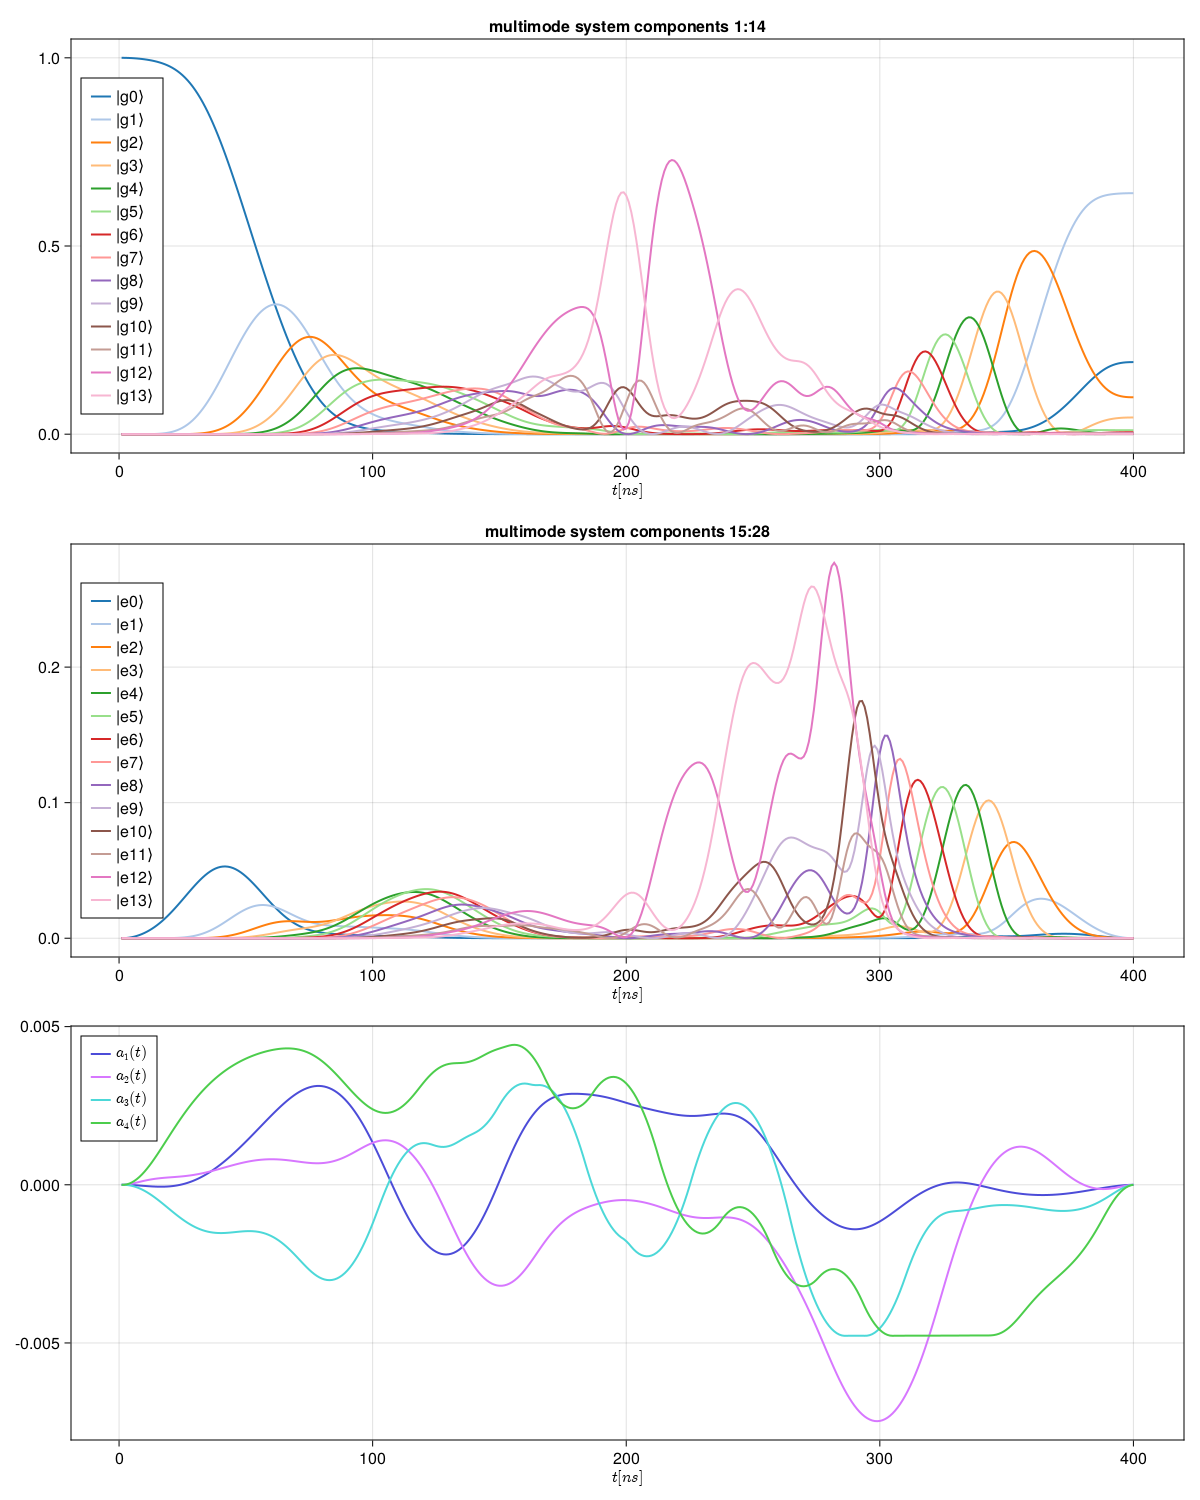 multimode system components 1:14
1.0
0.5
0.0
|g0⟩
|g1⟩
|g2⟩
|g3⟩
|g4⟩
|g5⟩
|g6⟩
|g7⟩
|g8⟩
|g9⟩
|g10⟩
|g11⟩
|g12⟩
|g13⟩
0 100 200 300 400
t[ns]
multimode system components 15:28
0.2
0.1
0.0
|e0⟩
|e1⟩
|e2⟩
|e3⟩
|e4⟩
|e5⟩
|e6⟩
|e7⟩
|e8⟩
|e9⟩
|e10⟩
|e11⟩
|e12⟩
|e13⟩
0 100 200 300 400
t[ns]
0.005
0.000
-0.005
a₁(t)
a₂(t)
a₃(t)
a₄(t)
0 100 200 300 400
t[ns]